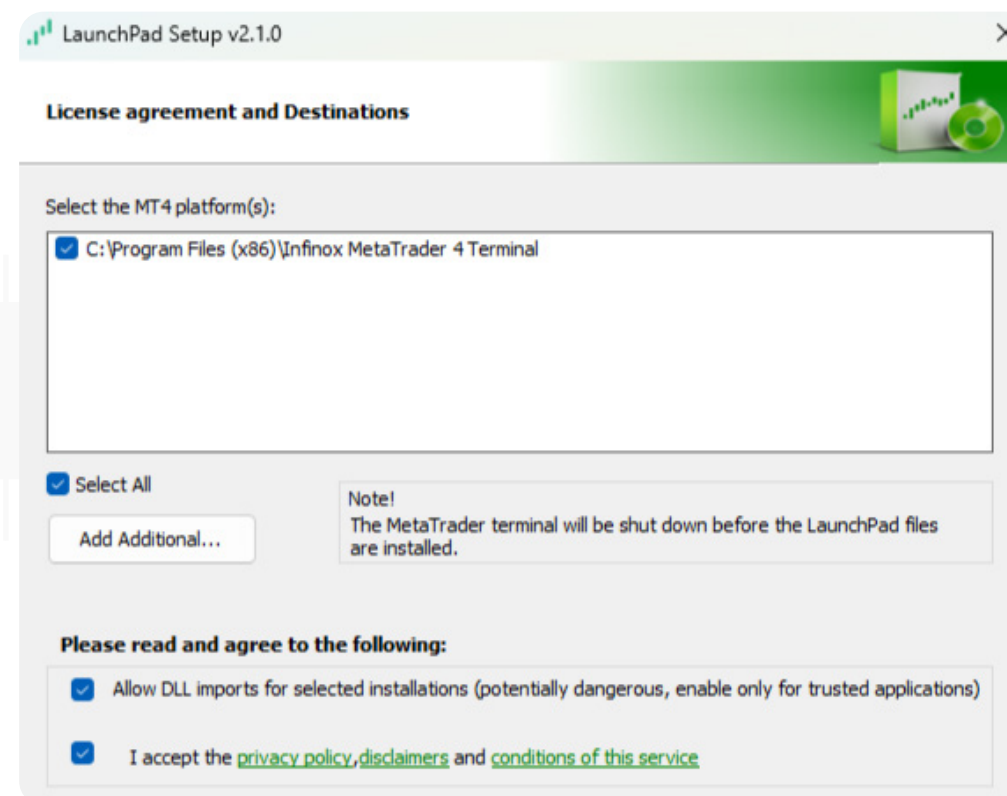 LaunchPad Setup v2.1.0
License agreement and Destinations
Select the MT4 platform(s):
C:\Program Files (x86)\Infinox MetaTrader 4 Terminal
Select All
Add Additional...
Note!
The MetaTrader terminal will be shut down before the LaunchPad files
are installed.
Please read and agree to the following:
Allow DLL imports for selected installations (potentially dangerous, enable only for trusted applications)
I accept the privacy policy,disclaimers and conditions of this service